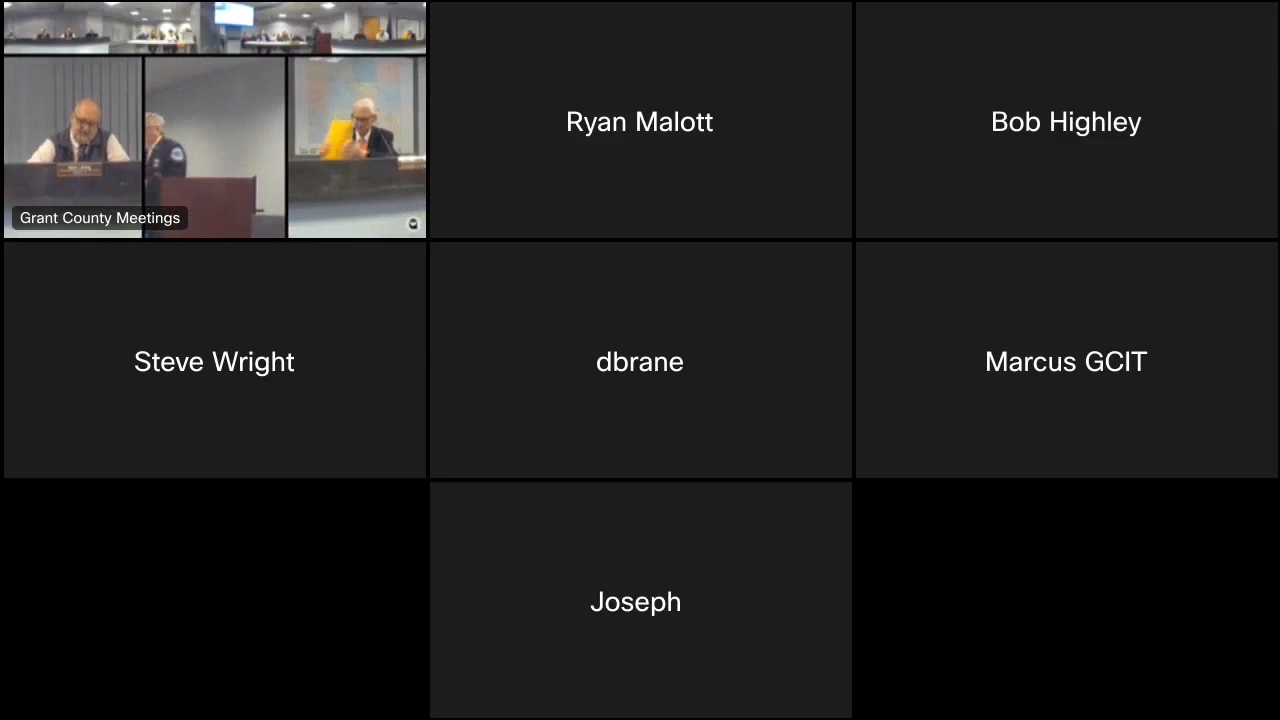 Grant County Meetings
Ryan Malott
Bob Highley
Steve Wright
dbrane
Marcus GCIT
Joseph